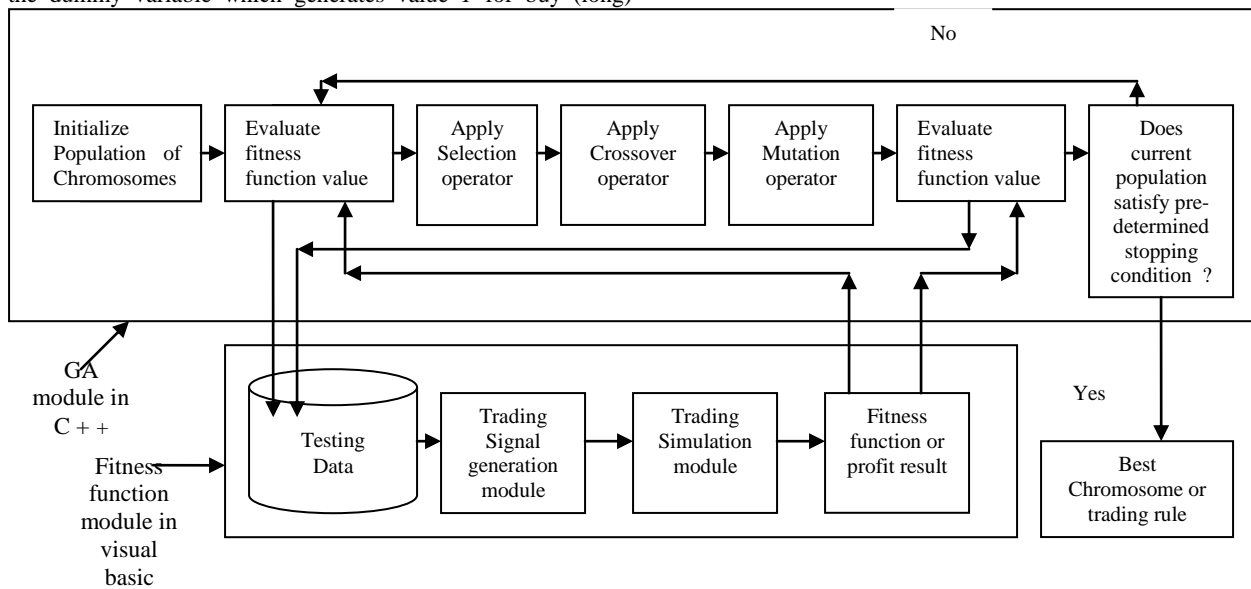 the dummy variable which generates value 1 for buy (long)
No
Initialize
Population of
Chromosomes
Evaluate
fitness
function value
Apply
Selection
operator
Apply
Crossover
operator
Apply
Mutation
operator
Evaluate
fitness
function value
Does
current
population
satisfy pre-
determined
stopping
condition ?
GA
module in
C + +
Fitness
function
module in
visual
basic
Testing
Data
Trading
Signal
generation
module
Trading
Simulation
module
Fitness
function or
profit result
Yes
Best
Chromosome or
trading rule